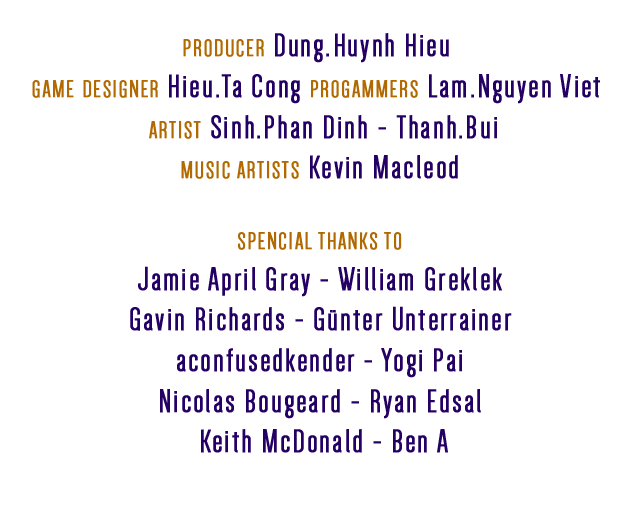 PRODUCER Dung.Huynh Hieu
GAME DESIGNER Hieu.Ta Cong PROGAMMERS Lam.Nguyen Viet
ARTIST Sinh.Phan Dinh - Thanh.Bui
MUSIC ARTISTS Kevin Macleod
SPENCIAL THANKS TO
Jamie April Gray - William Greklek
Gavin Richards - Günter Unterrainer
aconfusedkender - Yogi Pai
Nicolas Bougeard - Ryan Edsal
Keith McDonald - Ben A